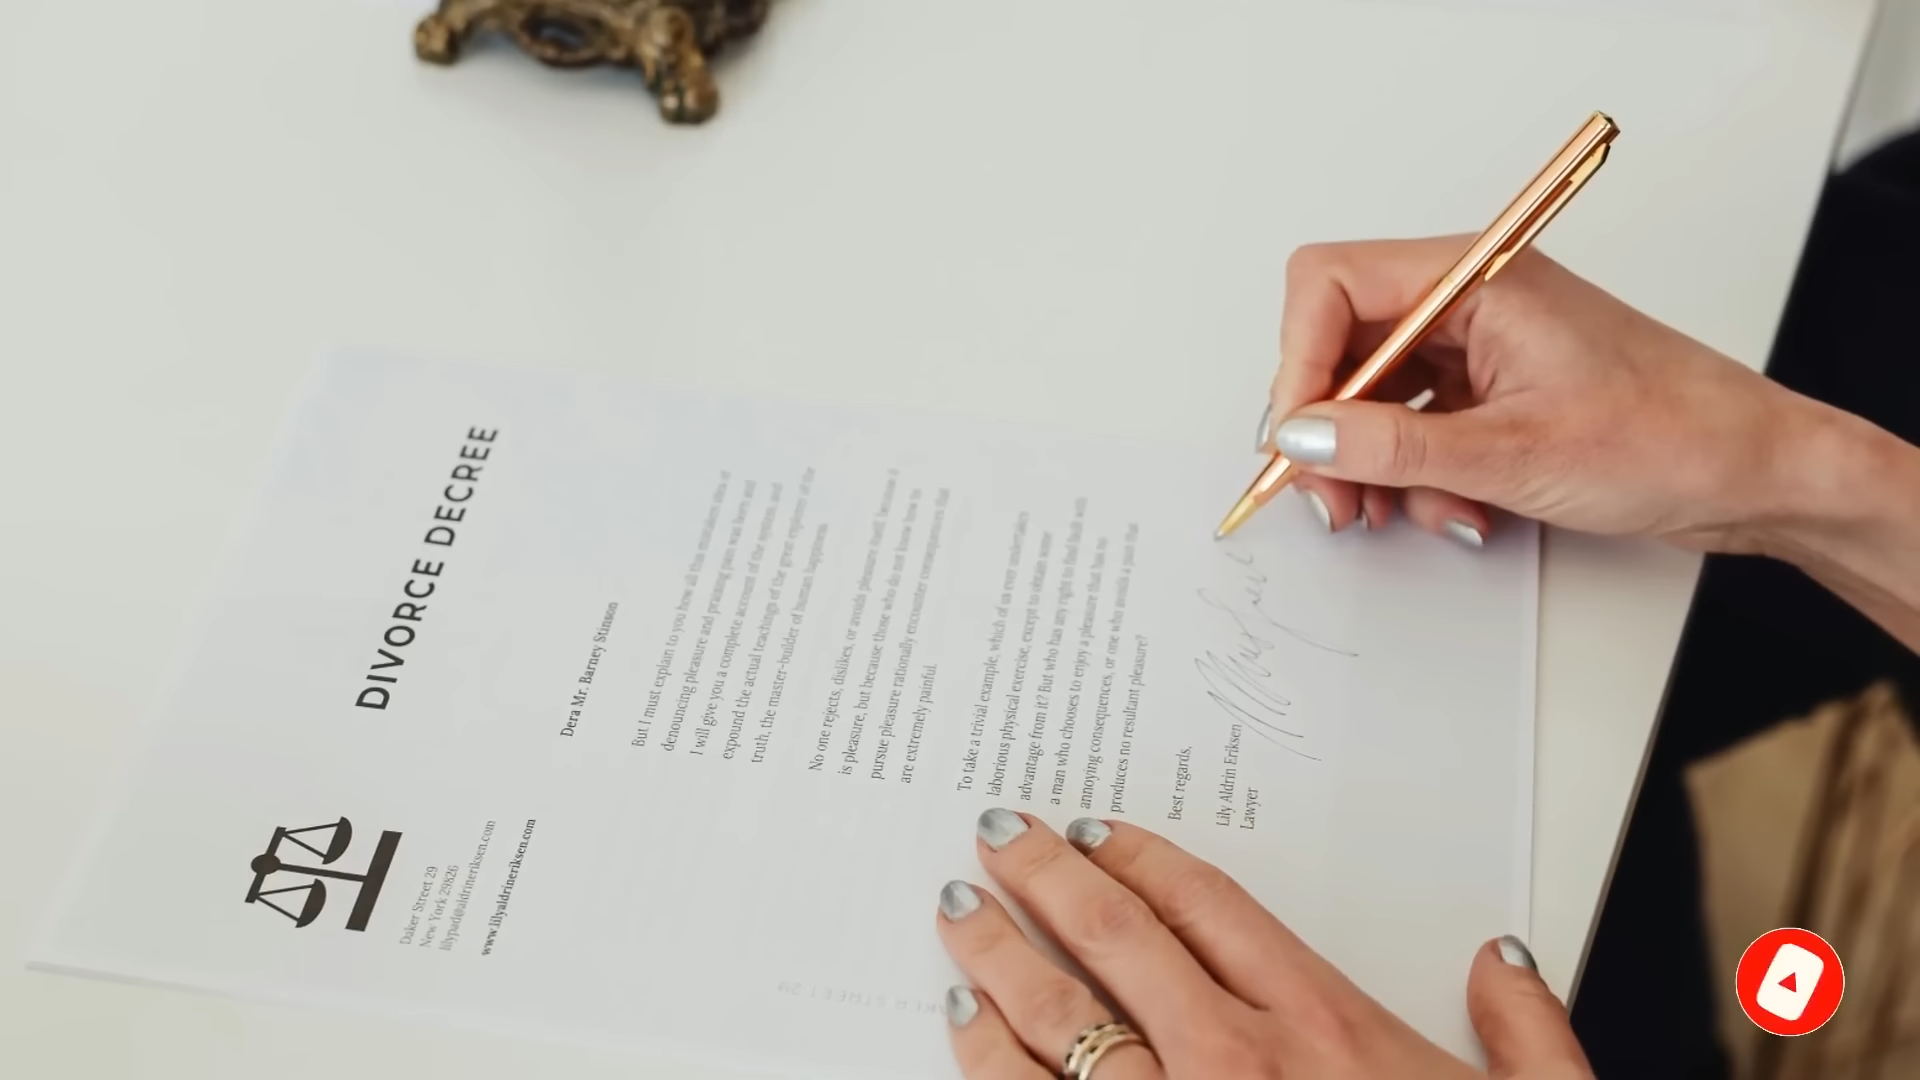 Daker Street 29
New York 29826
lilypad@aldrineriksen.com
www.lilyaldrineriksen.com
DIVORCE DECREE
Dera Mr. Barney Stinson
But I must explain to you how all this mistaken idea of
denouncing pleasure and praising pain was born and
I will give you a complete account of the system, and
expound the actual teachings of the great explorer of the
truth, the master-builder of human happiness
No one rejects, dislikes, or avoids pleasure itself, because it
is pleasure, but because those who do not know how to
pursue pleasure rationally encounter consequences that
are extremely painful.
To take a trivial example, which of us ever undertakes
laborious physical exercise, except to obtain some
advantage from it? But who has any right to find fault with
a man who chooses to enjoy a pleasure that has no
annoying consequences, or one who avoids a pain that
produces no resultant pleasure?
Best regards,
Lily Aldrin Eriksen
Lawyer